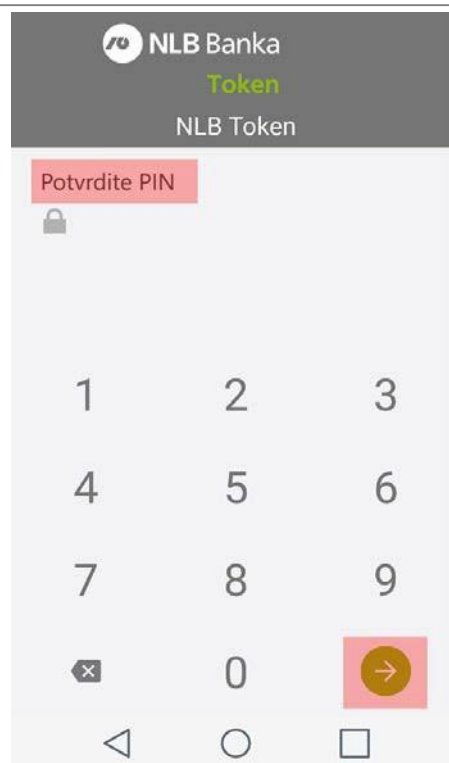 NLB Banka
Token
NLB Token
Potvrdite PIN
1 2 3
4 5 6
7 8 9
0